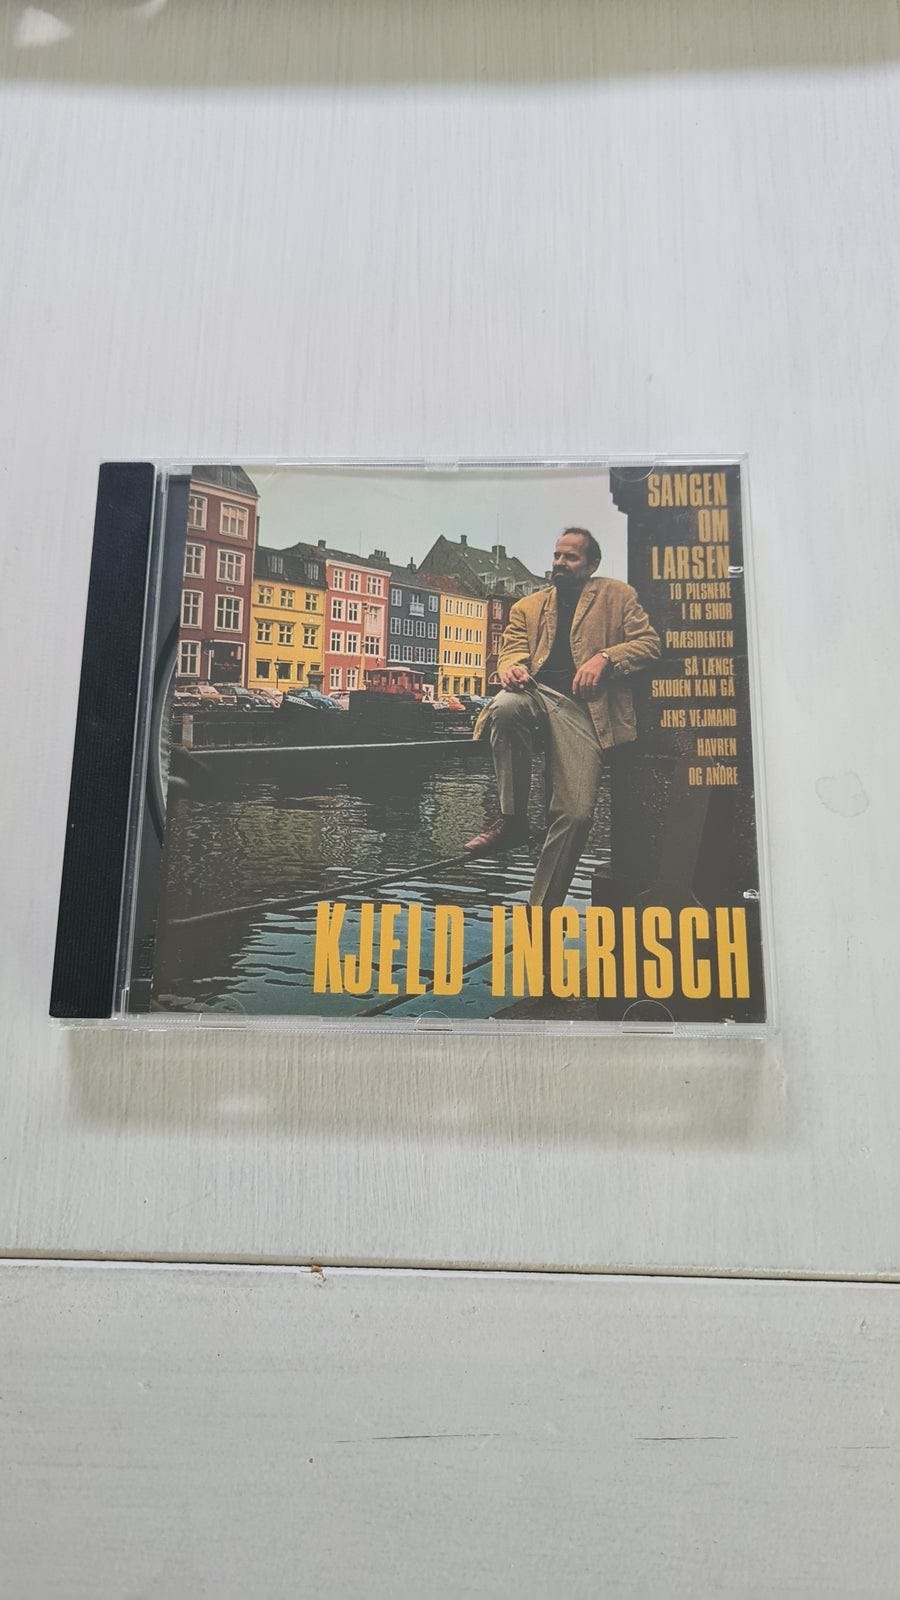 SANGEN
OM
LARSEN
TO PILSNERE
I EN SNOR
PRÆSIDENTEN
SÅ LÆNGE
SKUDEN KAN GÅ
JENS VEJMAND
HAVREN
OG ANDRE
KJELD INGRISCH